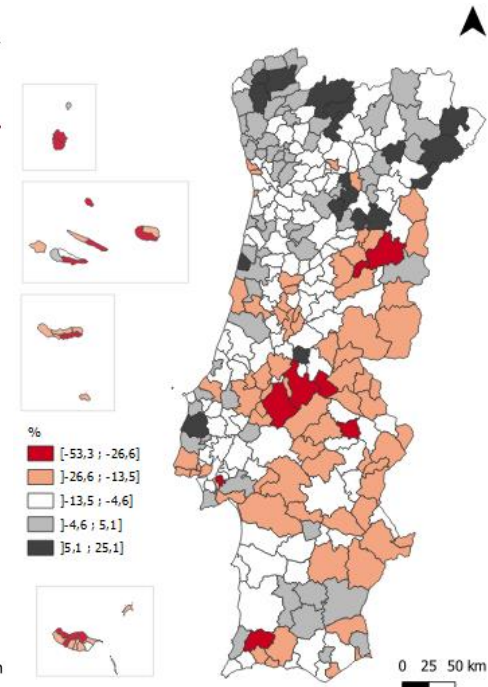 %
[-53,3 ; -26,6]
]-26,6 ; -13,5]
]-13,5 ; -4,6]
]-4,6 ; 5,1]
]5,1 ; 25,1]
0 25 50 km